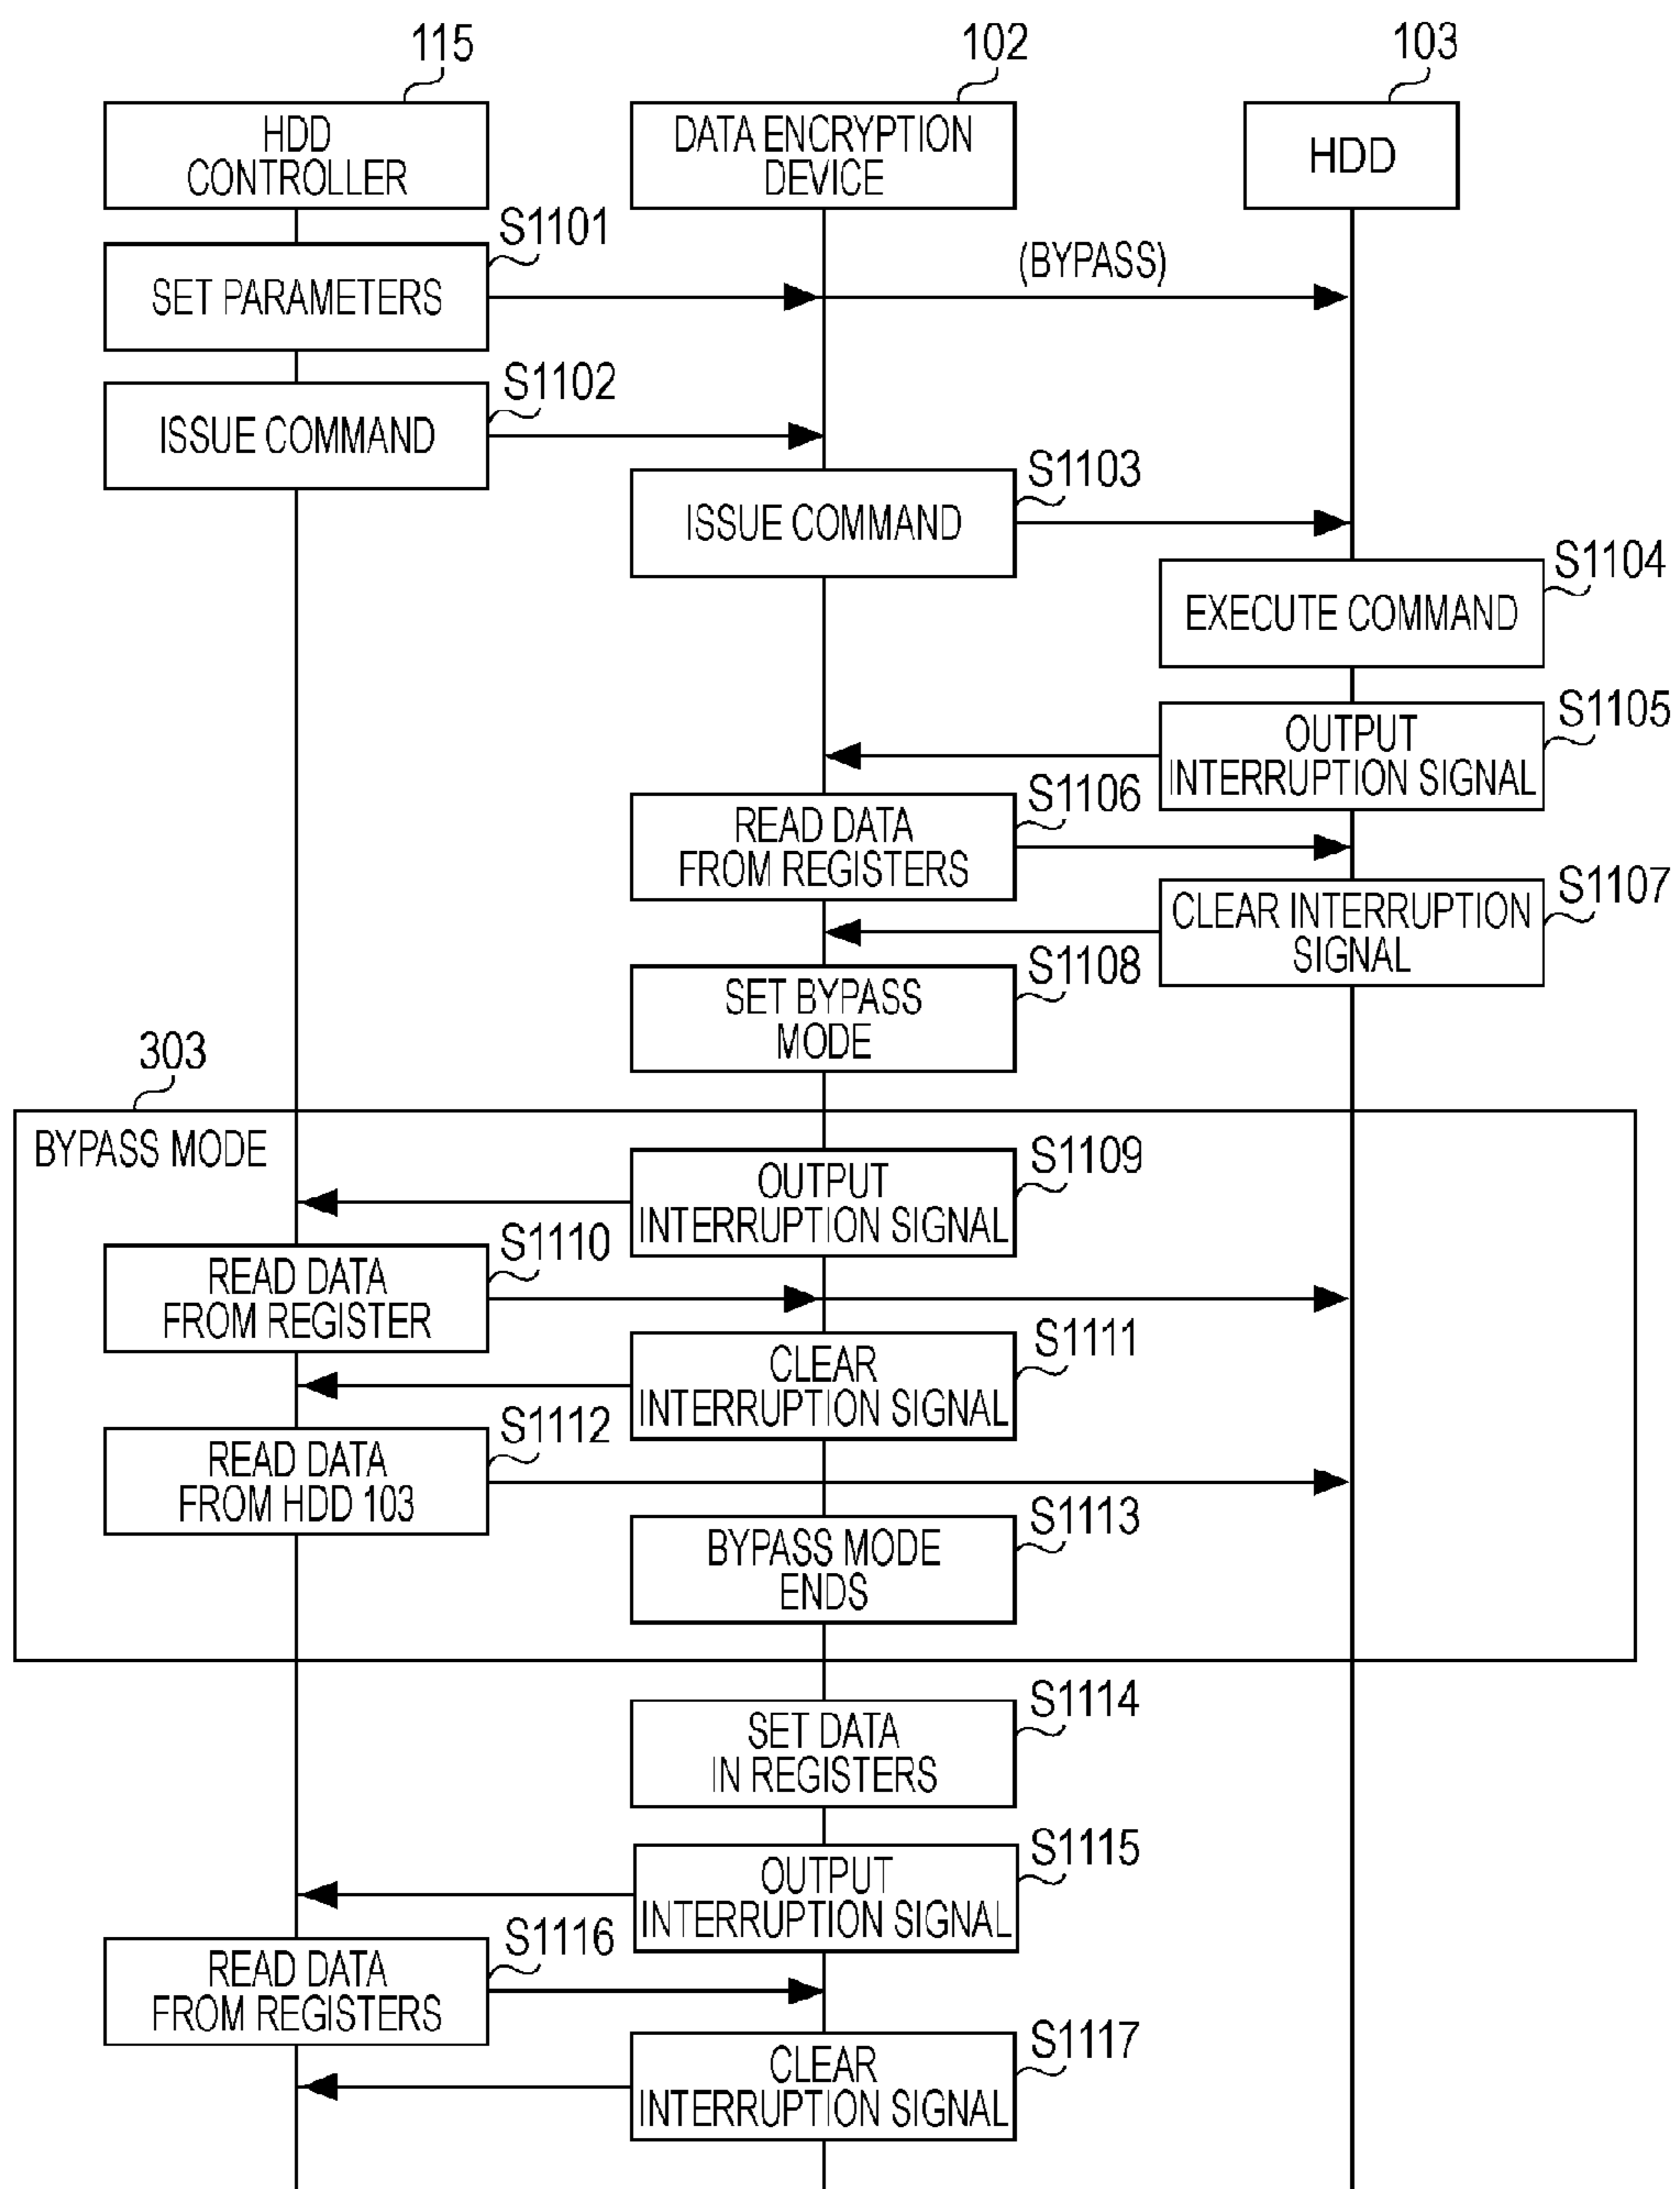 115
102
103
HDD
CONTROLLER
DATA ENCRYPTION
DEVICE
HDD
S1101
SET PARAMETERS
(BYPASS)
S1102
ISSUE COMMAND
S1103
ISSUE COMMAND
S1104
EXECUTE COMMAND
S1105
OUTPUT
INTERRUPTION SIGNAL
S1106
READ DATA
FROM REGISTERS
S1107
CLEAR INTERRUPTION
SIGNAL
S1108
SET BYPASS
MODE
303
BYPASS MODE
S1109
OUTPUT
INTERRUPTION SIGNAL
S1110
READ DATA
FROM REGISTER
S1111
CLEAR
INTERRUPTION SIGNAL
S1112
READ DATA
FROM HDD 103
S1113
BYPASS MODE
ENDS
S1114
SET DATA
IN REGISTERS
S1115
OUTPUT
INTERRUPTION SIGNAL
S1116
READ DATA
FROM REGISTERS
S1117
CLEAR
INTERRUPTION SIGNAL